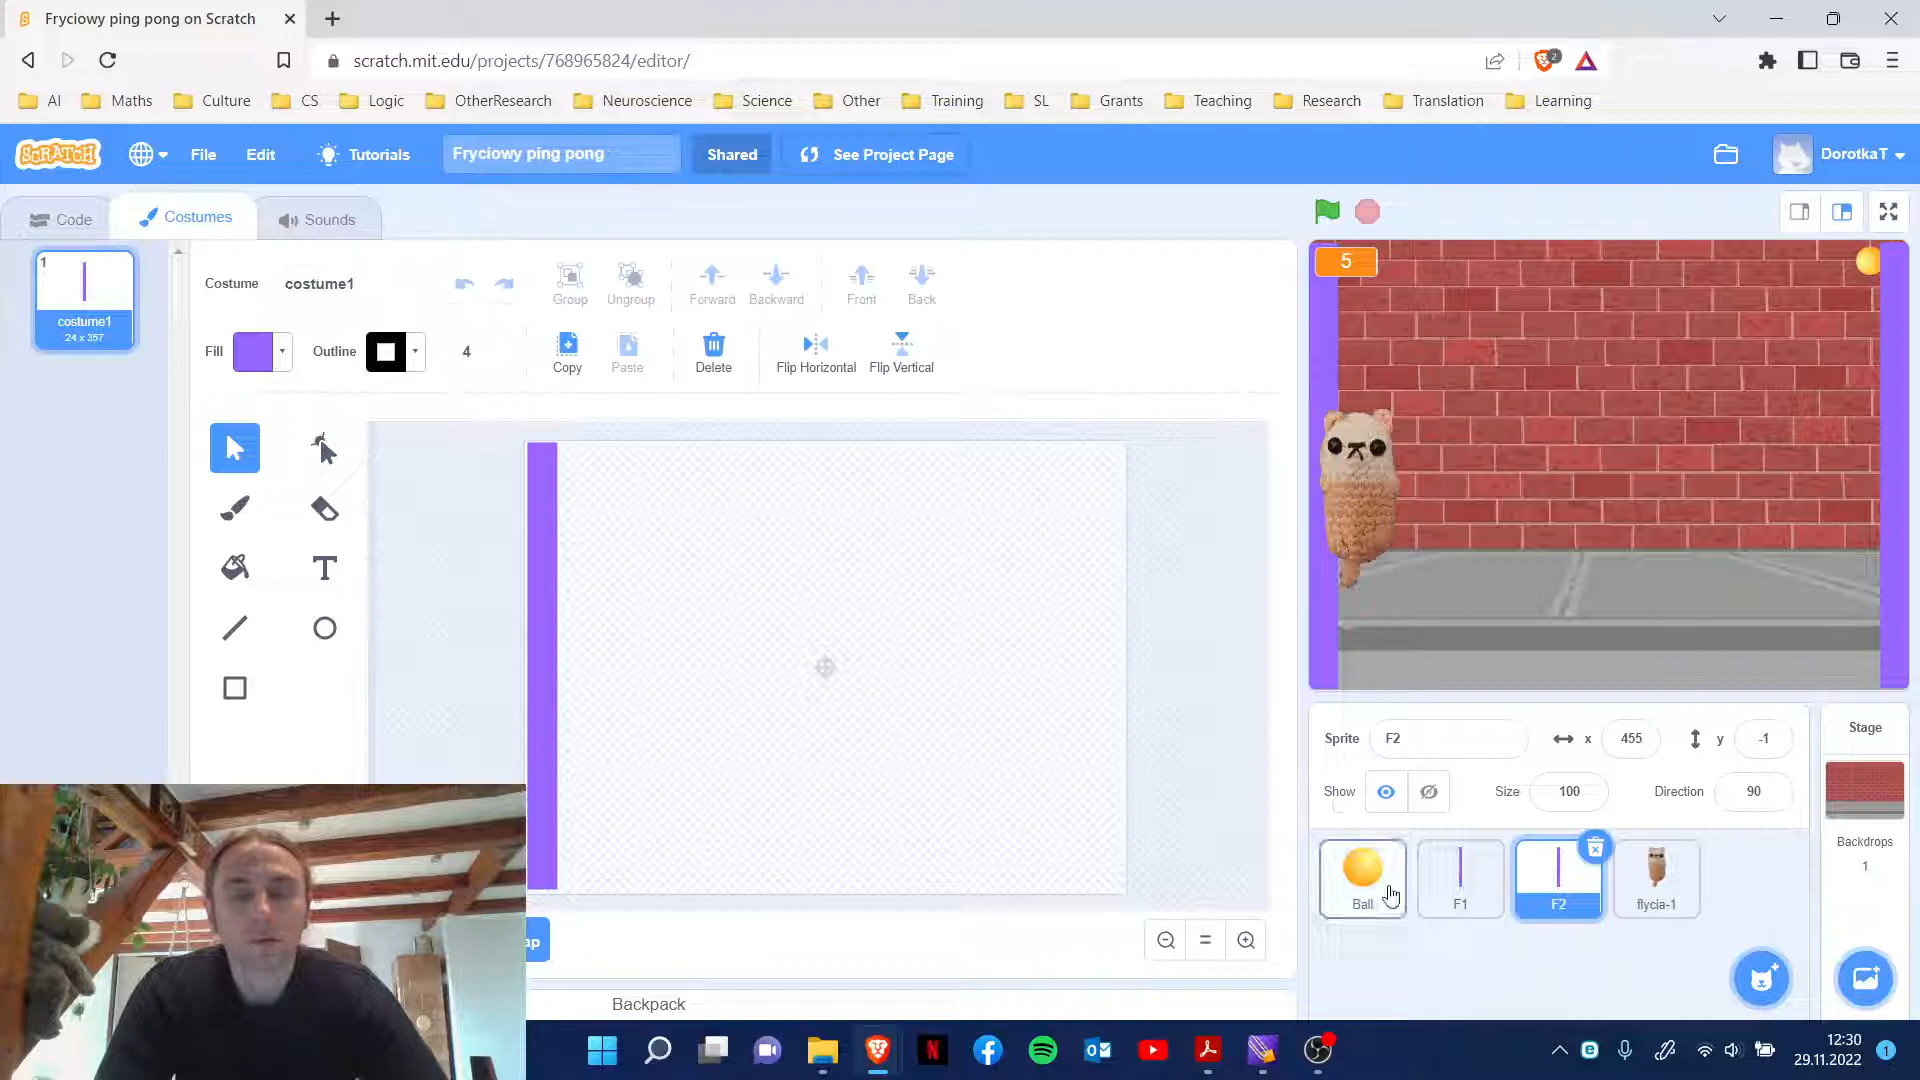 Fryciowy ping pong on Scratch
scratch.mit.edu/projects/768965824/editor/
2
AI Maths Culture CS Logic OtherResearch Neuroscience Science Other Training SL Grants Teaching Research Translation Learning
SCRATCH File Edit Tutorials Fryciowy ping pong Shared See Project Page DorotkaT
Code Costumes Sounds
1
costume1
24 x 357
Costume costume1 Group Ungroup Forward Backward Front Back
Fill Outline 4 Copy Paste Delete Flip Horizontal Flip Vertical
T
5
Sprite F2 x 455 y -1
Show Size 100 Direction 90
Ball F1 F2 flycia-1
Stage
Backdrops
1
ap
Backpack
12:30
29.11.2022
1